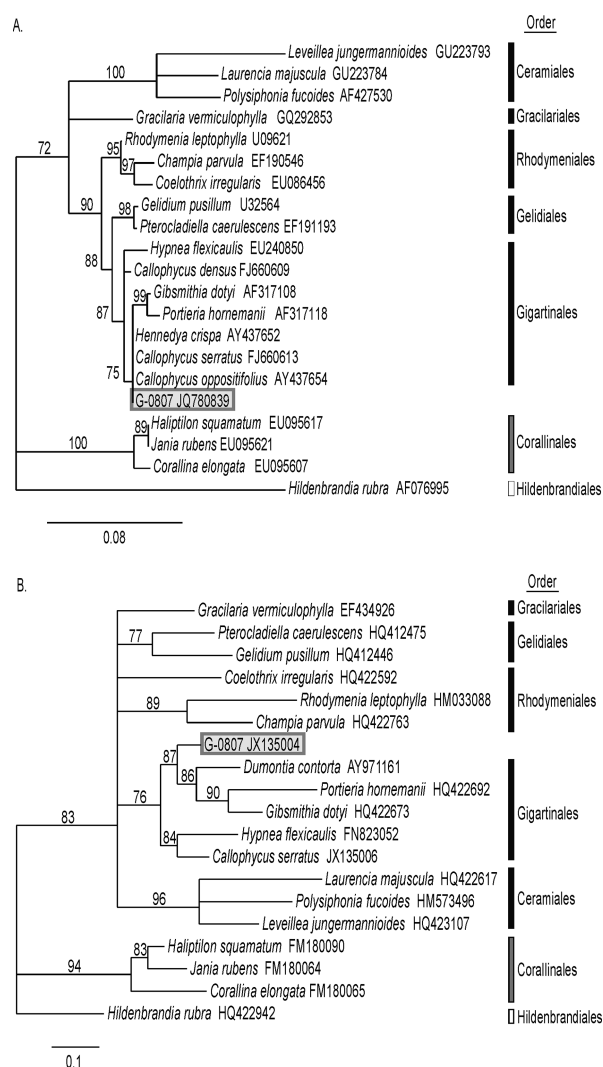 A.
Order
Leveillea jungermannioides GU223793
100
Laurencia majuscula GU223784
Ceramiales
Polysiphonia fucoides AF427530
Gracilaria vermiculophylla GQ292853
Gracilariales
72
95
Rhodymenia leptophylla U09621
97
Champia parvula EF190546
Rhodymeniales
Coelothrix irregularis EU086456
90
98
Gelidium pusillum U32564
Gelidiales
Pterocladiella caerulescens EF191193
Hypnea flexicaulis EU240850
88
Callophycus densus FJ660609
99
Gibsmithia dotyi AF317108
87
Portieria hornemanii AF317118
Gigartinales
Hennedya crispa AY437652
Callophycus serratus FJ660613
75
Callophycus oppositifolius AY437654
G-0807 JQ780839
89
Haliptilon squamatum EU095617
100
Jania rubens EU095621
Corallinales
Corallina elongata EU095607
Hildenbrandia rubra AF076995
Hildenbrandiales
0.08
B.
Order
Gracilaria vermiculophylla EF434926
Gracilariales
77
Pterocladiella caerulescens HQ412475
Gelidiales
Gelidium pusillum HQ412446
Coelothrix irregularis HQ422592
89
Rhodymenia leptophylla HM033088
Rhodymeniales
Champia parvula HQ422763
G-0807 JX135004
87
Dumontia contorta AY971161
86
90
Portieria hornemanii HQ422692
76
Gibsmithia dotyi HQ422673
Gigartinales
83
84
Hypnea flexicaulis FN823052
Callophycus serratus JX135006
Laurencia majuscula HQ422617
96
Polysiphonia fucoides HM573496
Ceramiales
Leveillea jungermannioides HQ423107
83
Haliptilon squamatum FM180090
94
Jania rubens FM180064
Corallinales
Corallina elongata FM180065
Hildenbrandia rubra HQ422942
Hildenbrandiales
0.1